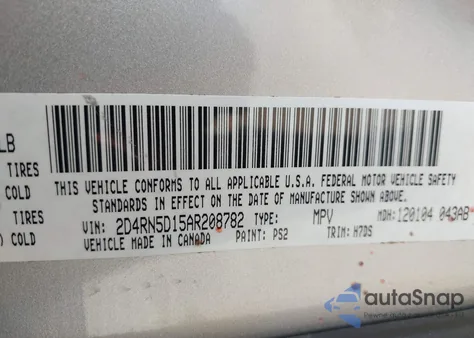 LB
TIRES
COLD
TIRES
) COLD
THIS VEHICLE CONFORMS TO ALL APPLICABLE U.S.A. FEDERAL MOTOR VEHICLE SAFETY
STANDARDS IN EFFECT ON THE DATE OF MANUFACTURE SHOWN ABOVE.
VIN: 2D4RN5D15AR208782 TYPE: MPV MDH: 120104 043AB
VEHICLE MADE IN CANADA PAINT: PS2 TRIM: H7DS
autoSnap